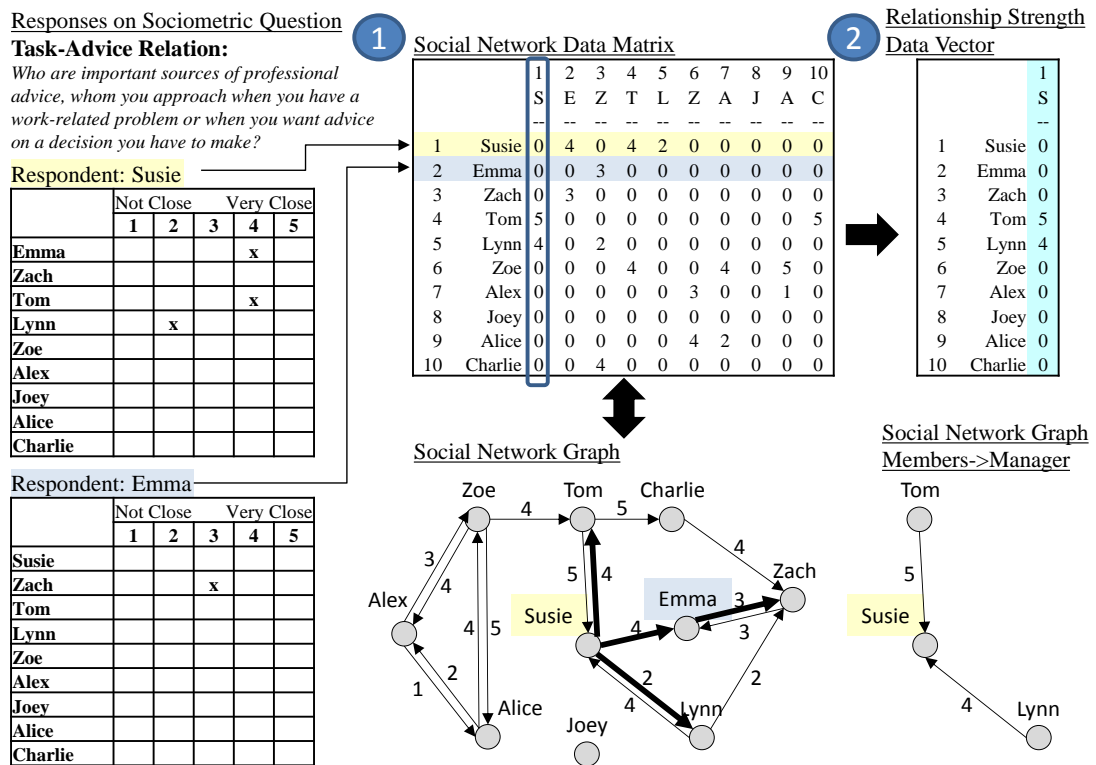 Responses on Sociometric Question
Task-Advice Relation:
Who are important sources of professional
advice, whom you approach when you have a
work-related problem or when you want advice
on a decision you have to make?
Respondent: Susie
Not Close Very Close
1 2 3 4 5
Emma x
Zach
Tom x
Lynn x
Zoe
Alex
Joey
Alice
Charlie
Respondent: Emma
Not Close Very Close
1 2 3 4 5
Susie
Zach x
Tom
Lynn
Zoe
Alex
Joey
Alice
Charlie
1
Social Network Data Matrix
1 2 3 4 5 6 7 8 9 10
S E Z T L Z A J A C
-- -- -- -- -- -- -- -- -- --
1 Susie 0 4 0 4 2 0 0 0 0 0
2 Emma 0 0 3 0 0 0 0 0 0 0
3 Zach 0 3 0 0 0 0 0 0 0 0
4 Tom 5 0 0 0 0 0 0 0 0 5
5 Lynn 4 0 2 0 0 0 0 0 0 0
6 Zoe 0 0 0 4 0 0 4 0 5 0
7 Alex 0 0 0 0 0 3 0 0 1 0
8 Joey 0 0 0 0 0 0 0 0 0 0
9 Alice 0 0 0 0 0 4 2 0 0 0
10 Charlie 0 0 4 0 0 0 0 0 0 0
2
Relationship Strength
Data Vector
1
S
--
1 Susie 0
2 Emma 0
3 Zach 0
4 Tom 5
5 Lynn 4
6 Zoe 0
7 Alex 0
8 Joey 0
9 Alice 0
10 Charlie 0
Social Network Graph
Zoe Tom Charlie
4 5
3 4 5 4 4
Zach
Alex Susie Emma 3
4 5 4 3
2 2 2
1 4
Alice Joey Lynn
Social Network Graph
Members->Manager
Tom
5
Susie
4 Lynn